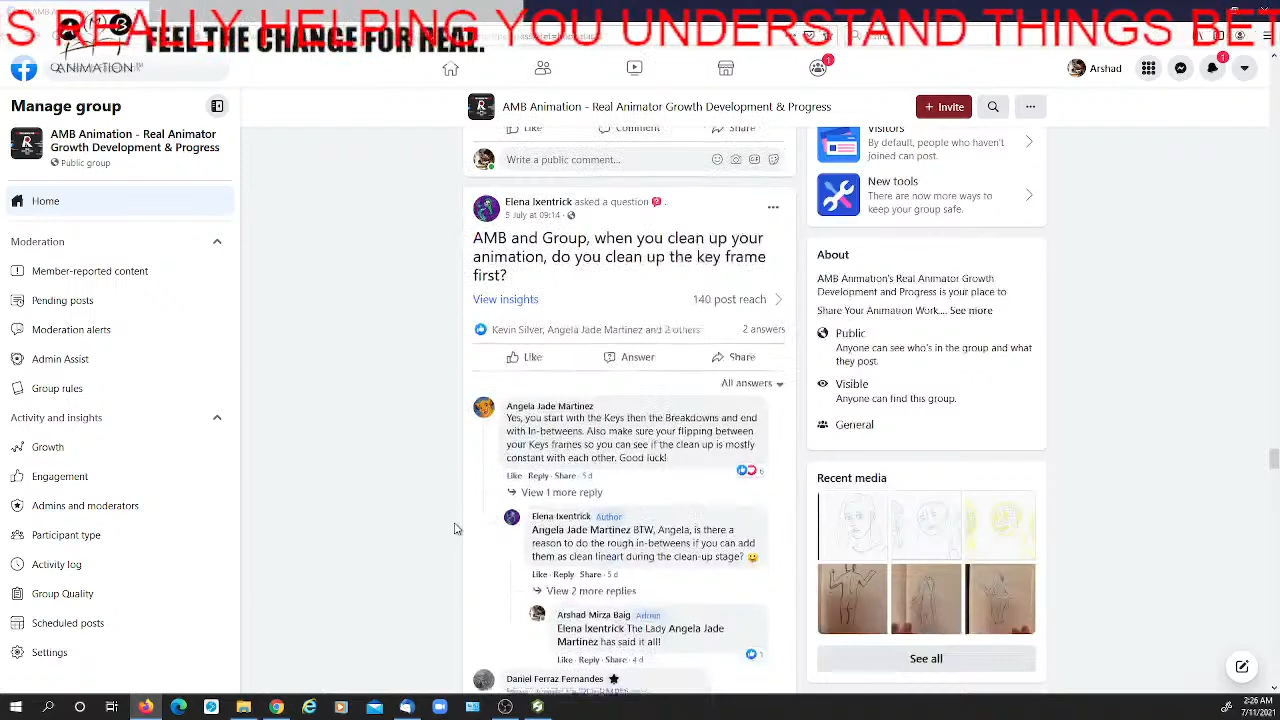 S REALLY HELPING YOU UNDERSTAND THINGS BET
FEEL THE CHANGE FOR REAL.
ANIMATION™
Arshad
1
1
Manage group
AMB Animation - Real Animator
Growth Development & Progress
Public group
Home
Moderation
Member-reported content
Pending posts
Moderation alerts
Admin Assist
Group rules
Activity and insights
Growth
Engagement
Admins and moderators
Participant type
Activity log
Group Quality
Scheduled posts
Settings
AMB Animation - Real Animator Growth Development & Progress
+ Invite
Like Comment Share
Write a public comment...
Elena Ixentrick asked a question .
5 July at 09:14 ·
AMB and Group, when you clean up your
animation, do you clean up the key frame
first?
View insights 140 post reach
Kevin Silver, Angela Jade Martinez and 3 others 2 answers
Like Answer Share
All answers
Angela Jade Martinez
Yes, you start with the Keys then the Breakdowns and end
with In-betweens. Also make sure your flipping between
your Keys frames so you can see if the clean up is mostly
constant with each other. Good luck!
6
Like · Reply · Share · 5 d
View 1 more reply
Elena Ixentrick Author
Angela Jade Martinez BTW, Angela, is there a
reason to do the rough in-betweens if you can add
them as clean lineart during the clean-up stage?
Like · Reply · Share · 5 d
View 2 more replies
Arshad Mirza Baig Admin
Elena Ixentrick The Lady Angela Jade
Martinez has said it all!
1
Like · Reply · Share · 4 d
Daniel Ferraz Fernandes
Visitors
By default, people who haven't
Joined can post.
New tools
There are now more ways to
keep your group safe.
About
AMB Animation's Real Animator Growth
Development and Progress is your place to
Share Your Animation Work.... See more
Public
Anyone can see who's in the group and what
they post.
Visible
Anyone can find this group.
General
Recent media
See all
2:26 AM
7/11/2021